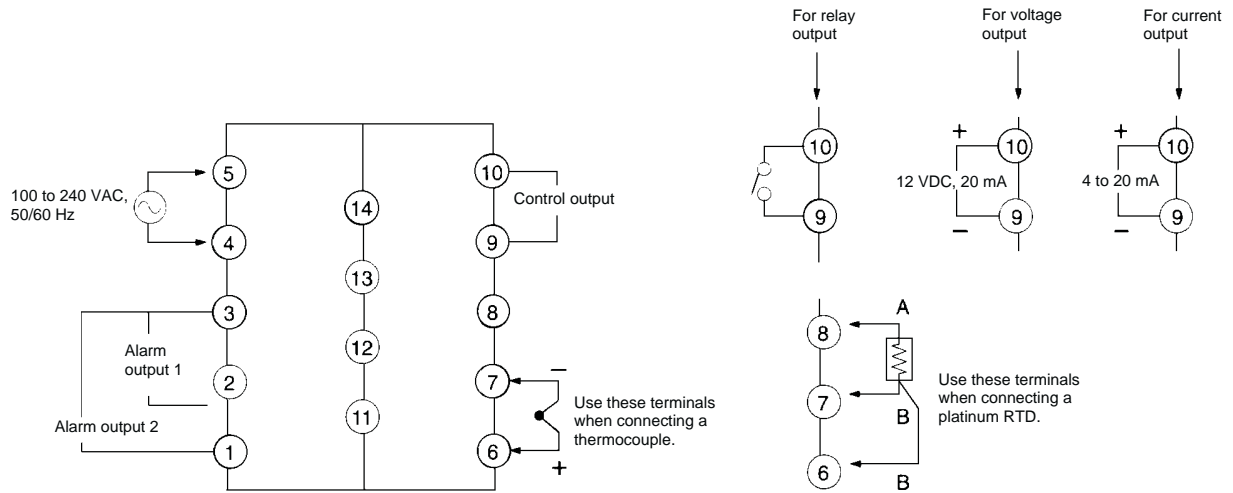 For relay
output
For voltage
output
For current
output
5
4
3
2
1
14
13
12
11
10
9
8
7
6
100 to 240 VAC,
50/60 Hz
Control output
Alarm
output 1
Alarm output 2
−
+
Use these terminals
when connecting a
thermocouple.
10
9
+
10
12 VDC, 20 mA
9
−
+
10
4 to 20 mA
9
−
8
7
6
A
B
B
Use these terminals
when connecting a
platinum RTD.